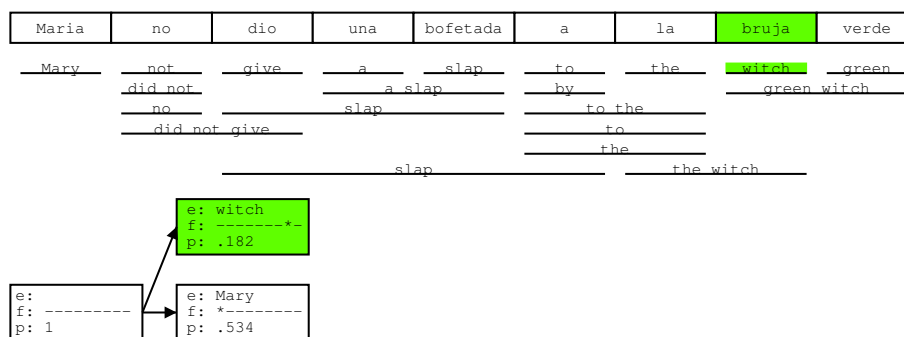 Maria no dio una bofetada a la bruja verde
Mary not give a slap to the witch green
did not a slap by green witch
no slap to the
did not give to
the
slap the witch
e: witch
f: -------*-
p: .182
e:
f: ---------
p: 1
e: Mary
f: *--------
p: .534